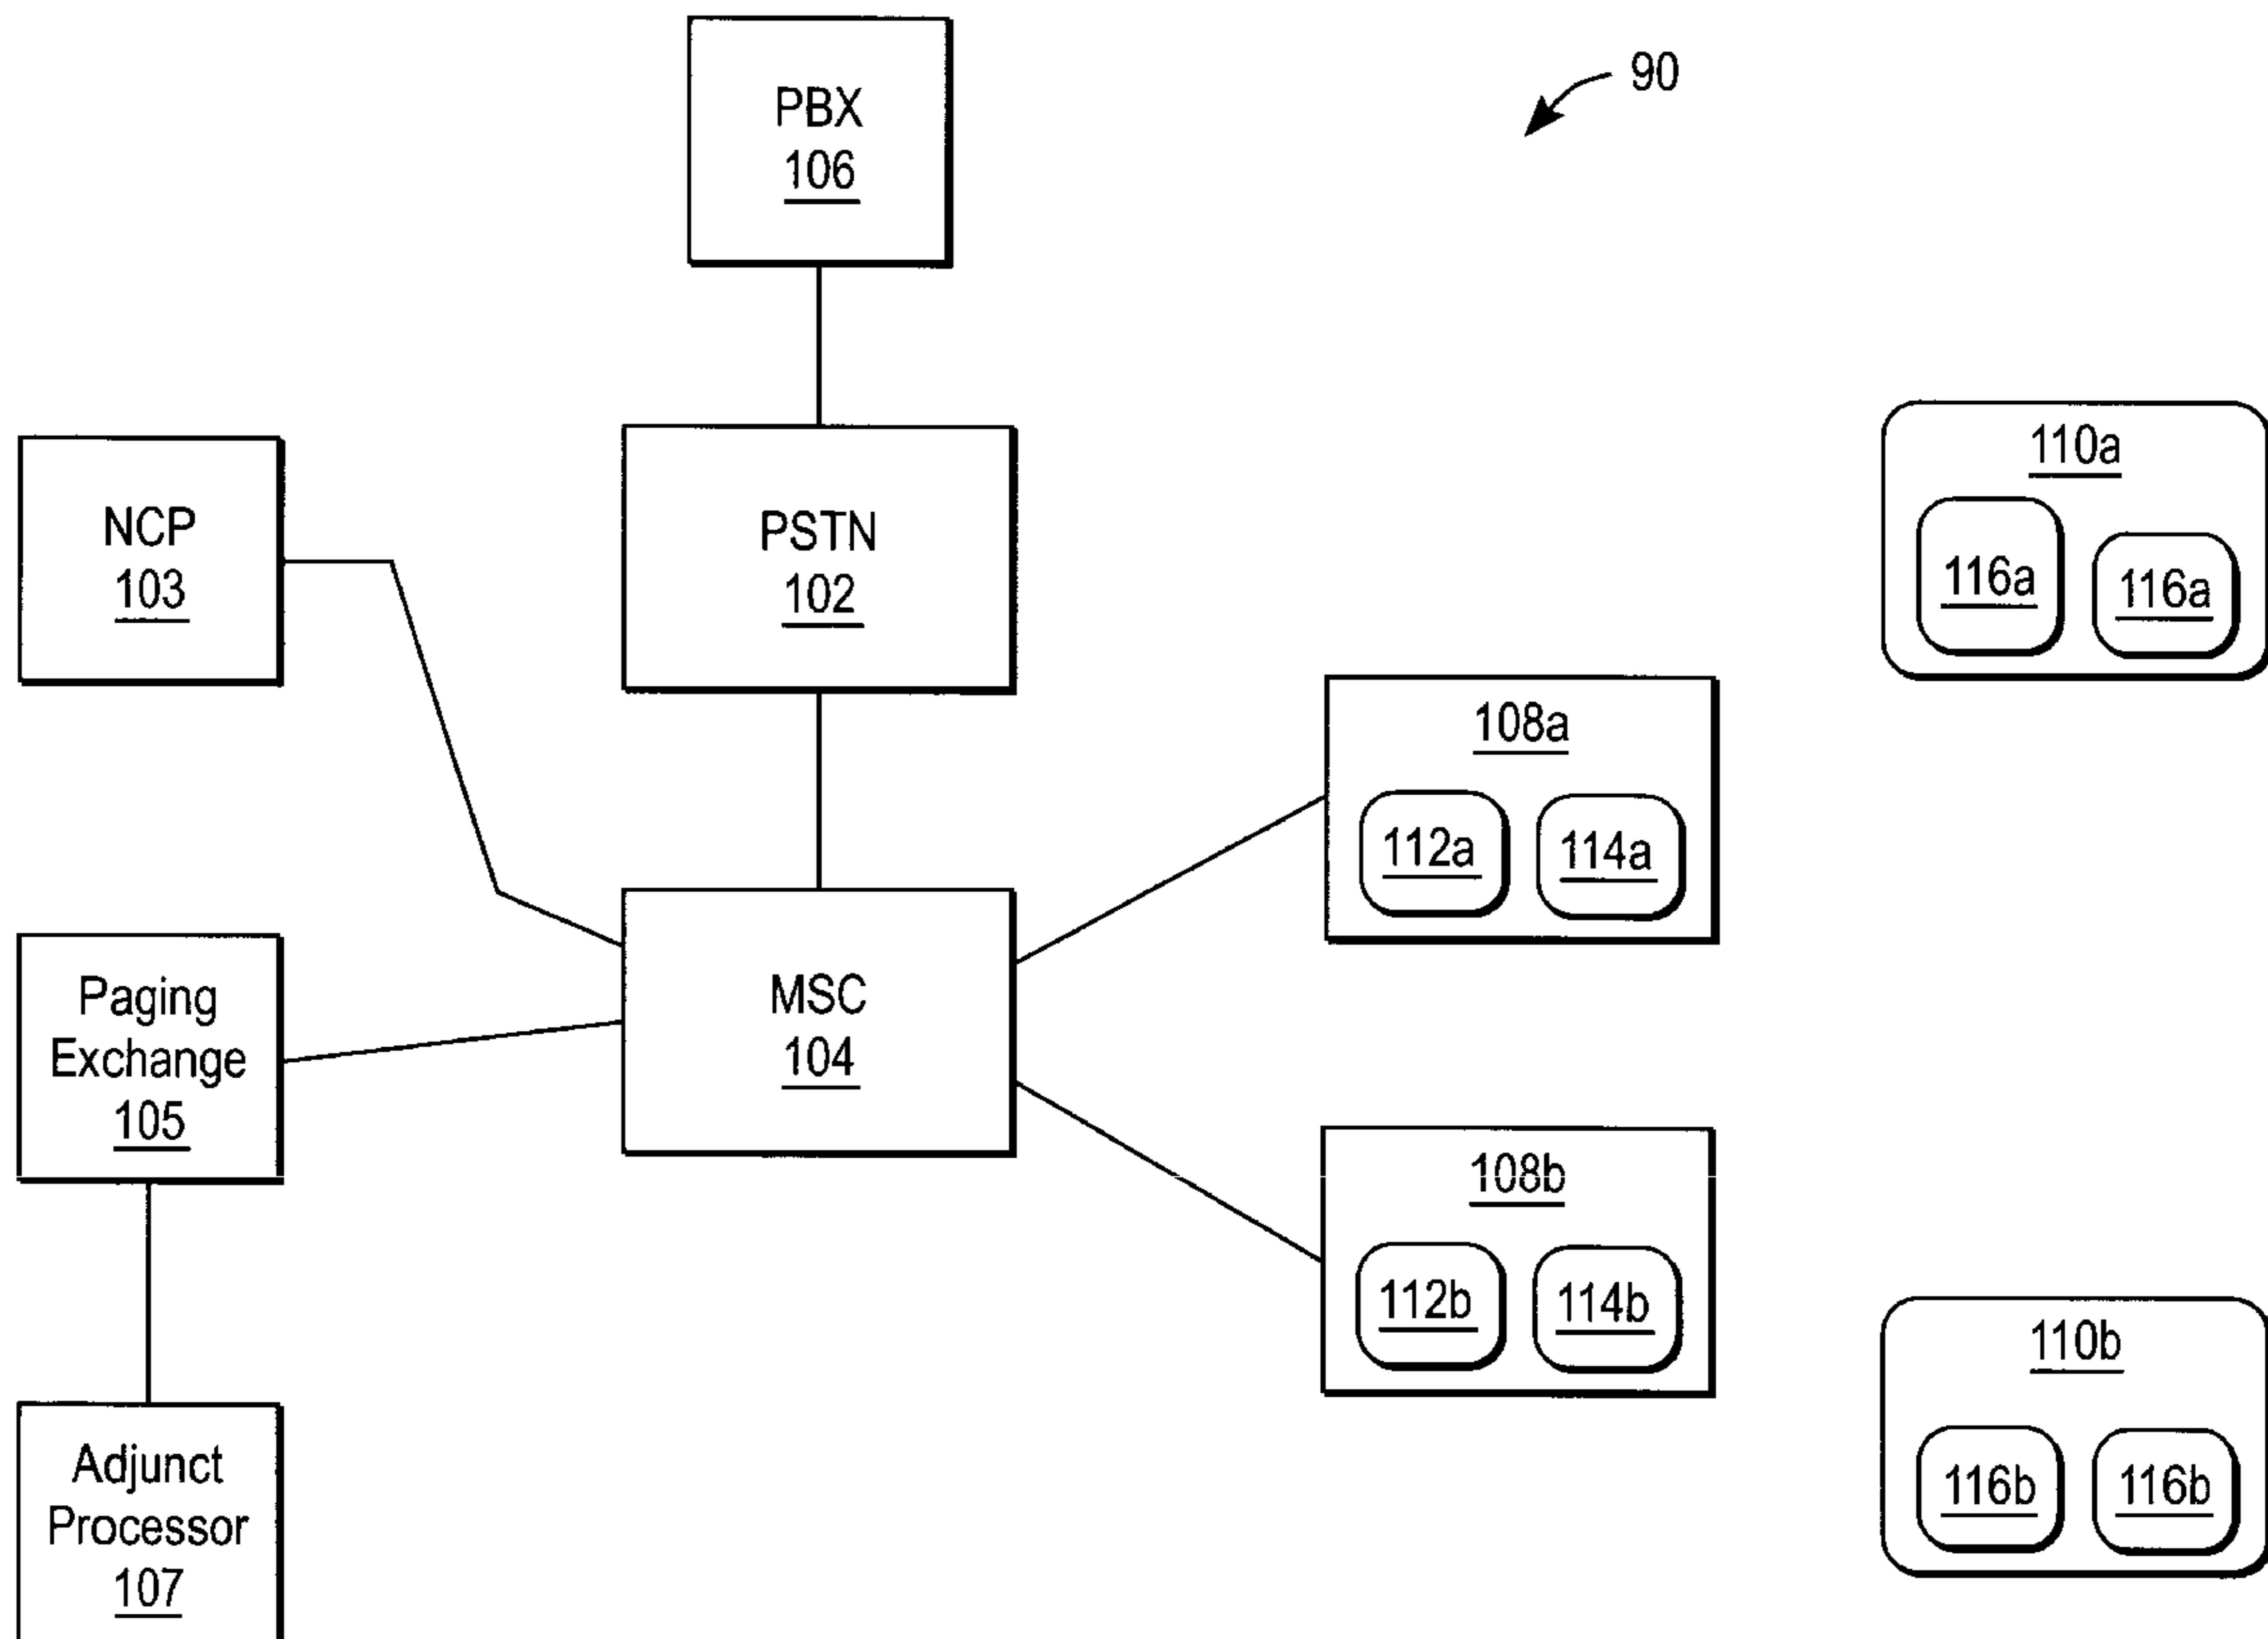 PBX
106
90
NCP
103
PSTN
102
110a
116a
116a
108a
112a
114a
Paging
Exchange
105
MSC
104
108b
112b
114b
110b
116b
116b
Adjunct
Processor
107